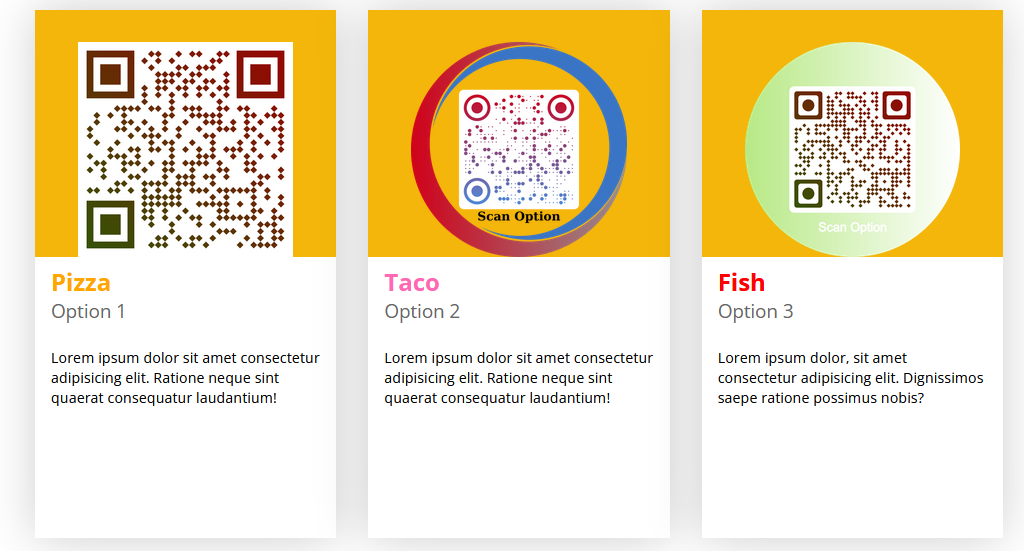 Scan Option
Scan Option
Pizza
Option 1
Lorem ipsum dolor sit amet consectetur
adipisicing elit. Ratione neque sint
quaerat consequatur laudantium!
Taco
Option 2
Lorem ipsum dolor sit amet consectetur
adipisicing elit. Ratione neque sint
quaerat consequatur laudantium!
Fish
Option 3
Lorem ipsum dolor, sit amet
consectetur adipisicing elit. Dignissimos
saepe ratione possimus nobis?